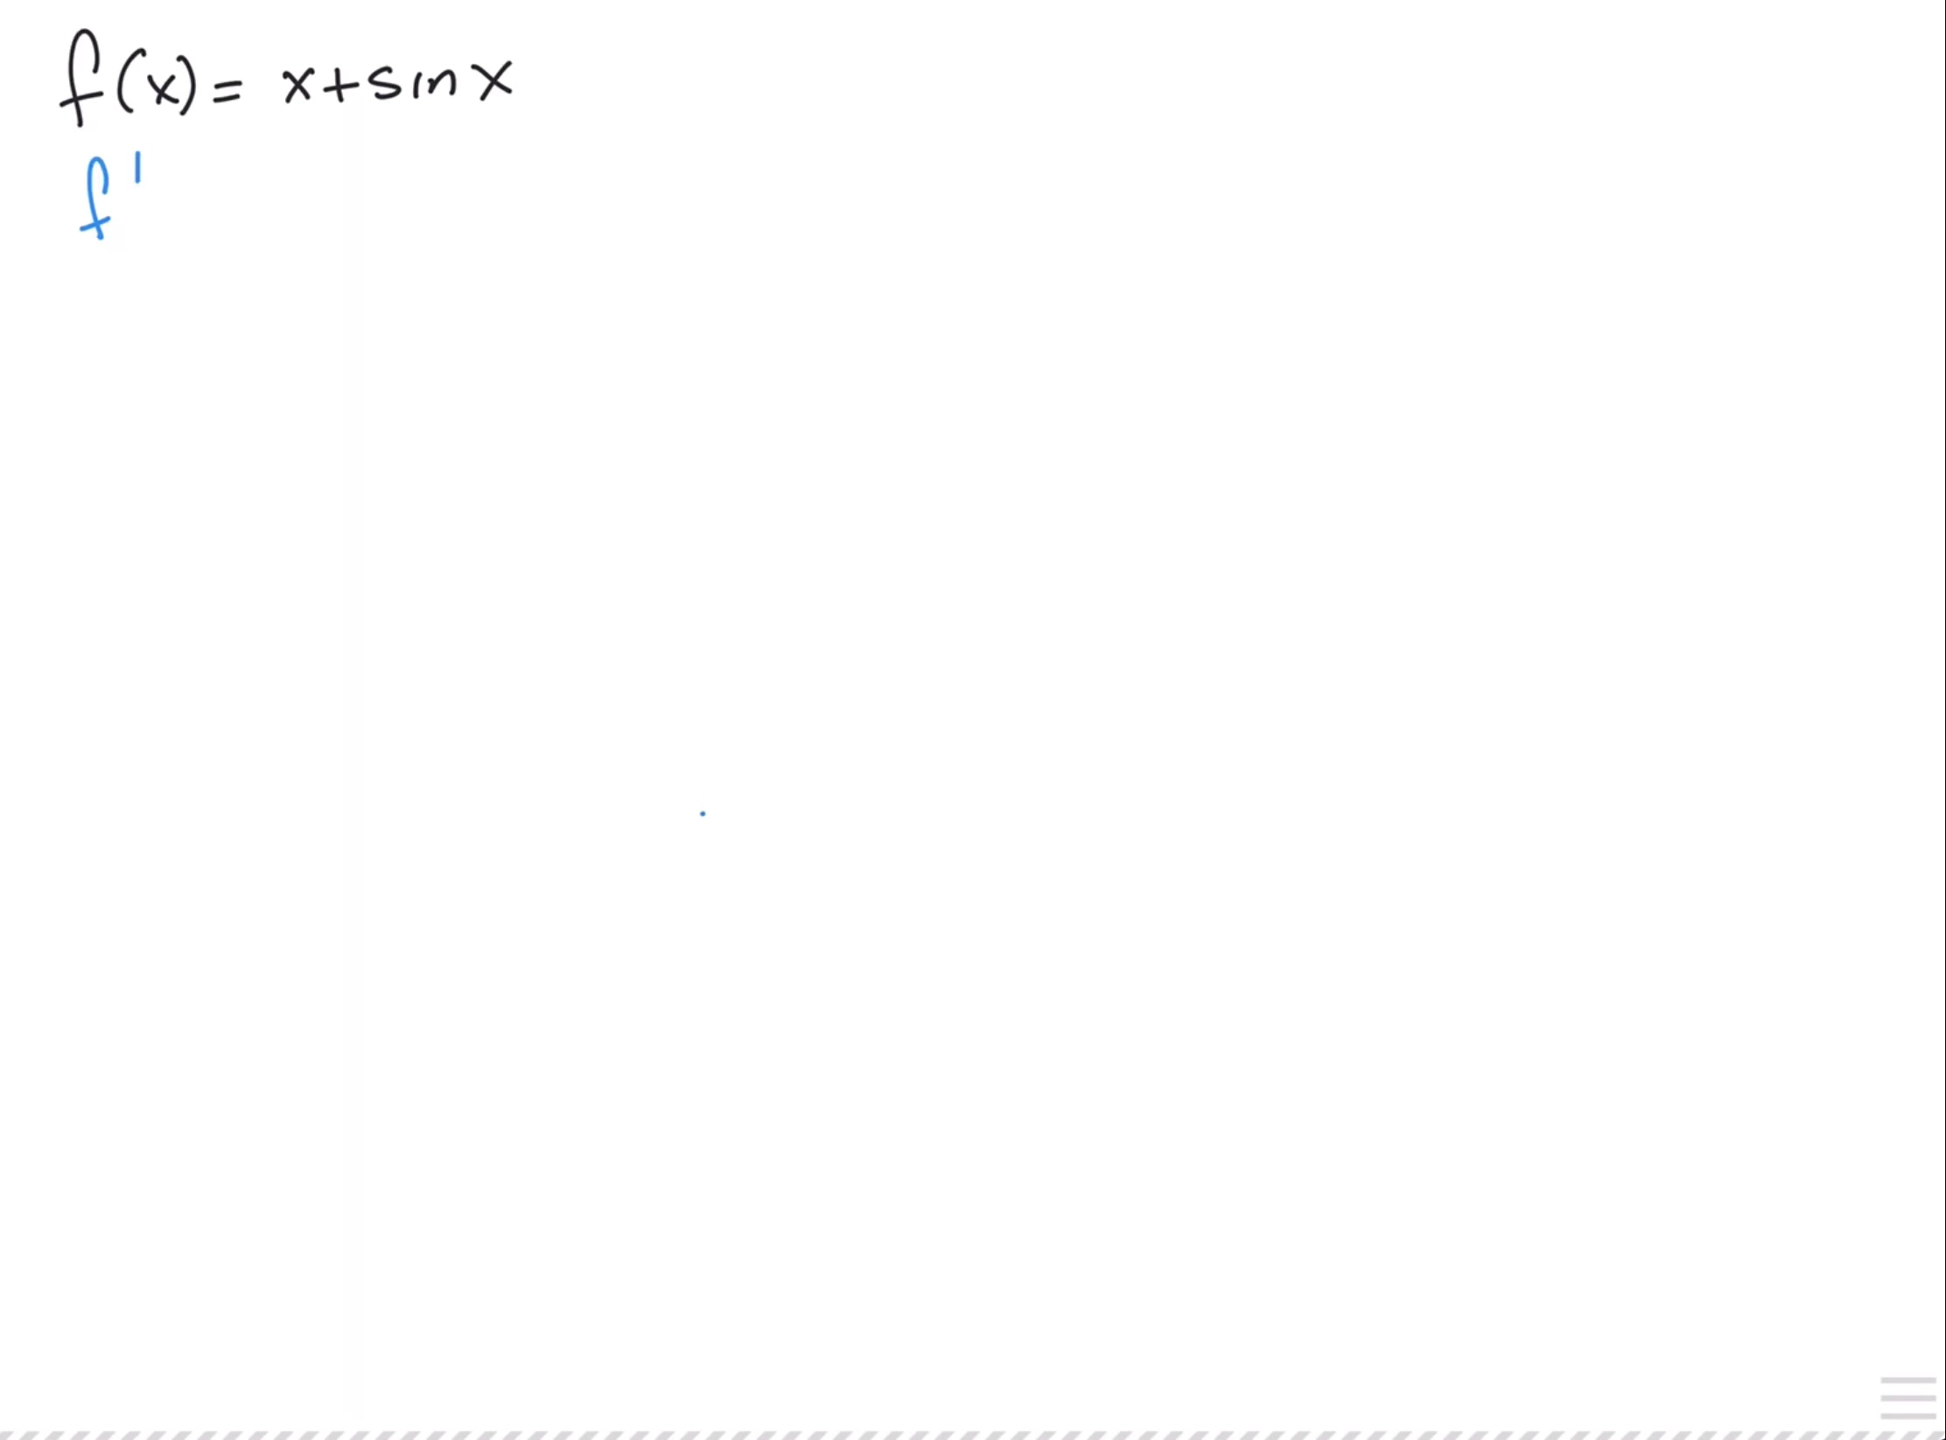 f(x) = x+sin x
f'